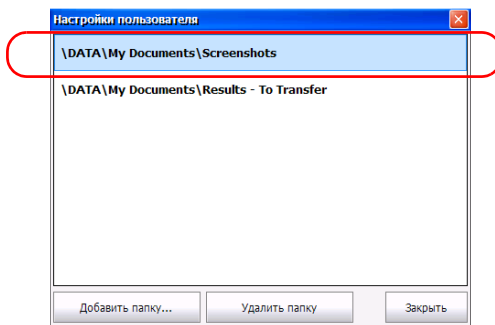 Настройки пользователя
\DATA\My Documents\Screenshots
\DATA\My Documents\Results - To Transfer
Добавить папку... Удалить папку Закрыть